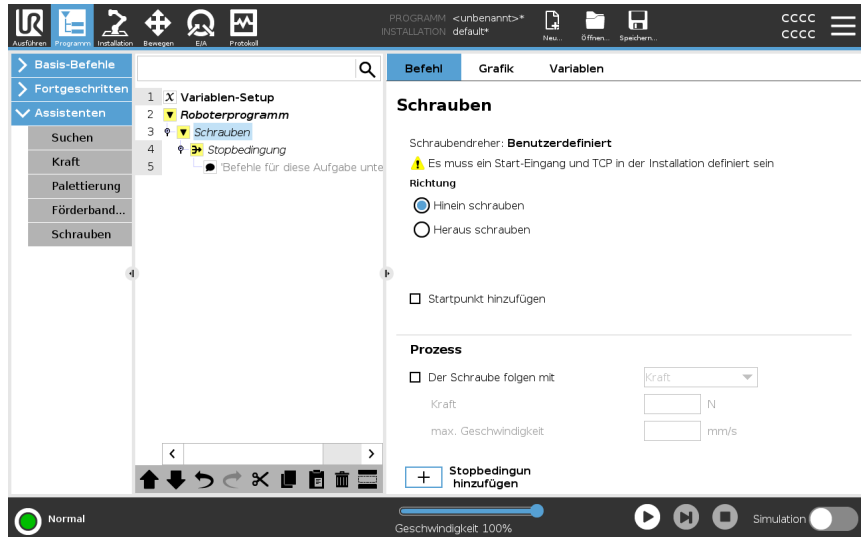 UR
PROGRAMM <unbenannt>*
INSTALLATION default*
Ausführen Programm Installation Bewegen E/A Protokoll
Neu... Öffnen... Speichern...
cccc
cccc
Basis-Befehle
Fortgeschritten
Assistenten
Suchen
Kraft
Palettierung
Förderband...
Schrauben
1 X Variablen-Setup
2 Roboterprogramm
3 Schrauben
4 Stopbedingung
5 'Befehle für diese Aufgabe unte
Befehl Grafik Variablen
Schrauben
Schraubendreher: Benutzerdefiniert
Es muss ein Start-Eingang und TCP in der Installation definiert sein
Richtung
Hinein schrauben
Heraus schrauben
Startpunkt hinzufügen
Prozess
Der Schraube folgen mit Kraft
Kraft N
max. Geschwindigkeit mm/s
+ Stopbedingun
hinzufügen
Normal
Geschwindigkeit 100%
Simulation